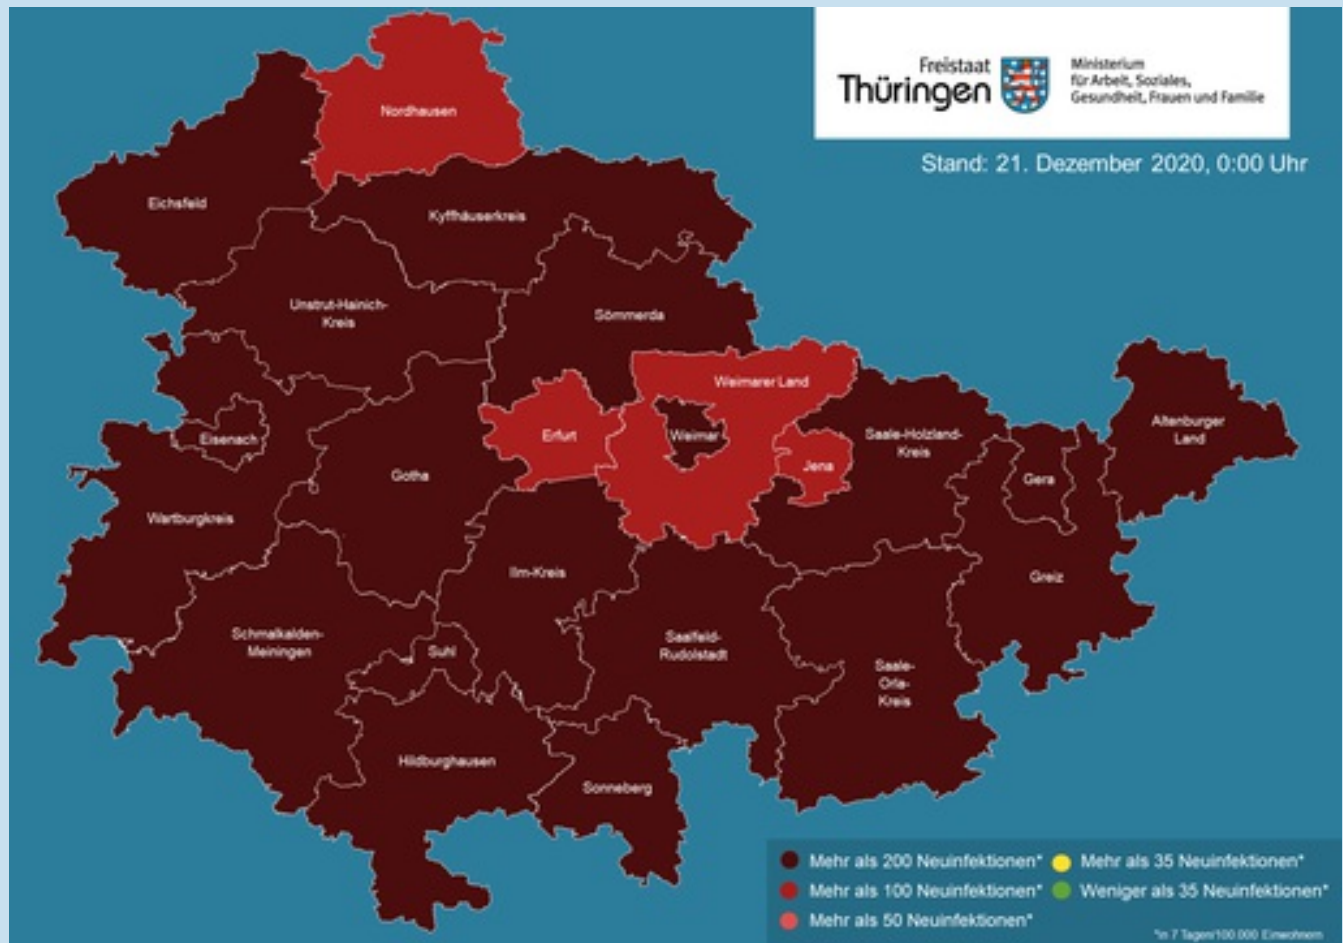 Freistaat
Thüringen
Ministerium
für Arbeit, Soziales,
Gesundheit, Frauen und Familie
Stand: 21. Dezember 2020, 0:00 Uhr
Nordhausen
Eichsfeld
Kyffhäuserkreis
Unstrut-Hainich-
Kreis
Sömmerda
Weimarer Land
Eisenach
Erfurt
Weimar
Jena
Saale-Holzland-
Kreis
Gera
Altenburger
Land
Gotha
Wartburgkreis
Ilm-Kreis
Greiz
Schmalkalden-
Meiningen
Suhl
Saalfeld-
Rudolstadt
Saale-
Orla-
Kreis
Hildburghausen
Sonneberg
Mehr als 200 Neuinfektionen*
Mehr als 100 Neuinfektionen*
Mehr als 50 Neuinfektionen*
Mehr als 35 Neuinfektionen*
Weniger als 35 Neuinfektionen*
*in 7 Tagen/100.000 Einwohnern